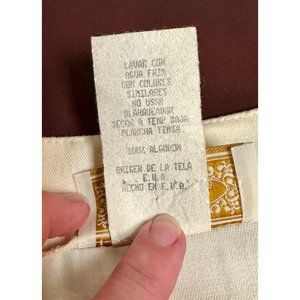 LAVAR CON
AGUA FRIA
CON COLORES
SIMILARES
NO USAR
BLANQUEADOR
SECAR A TEMP BAJA
PLANCHA TIBIA
100% ALGODON
ORIGEN DE LA TELA
E.U.A.
HECHO EN E.U.A.